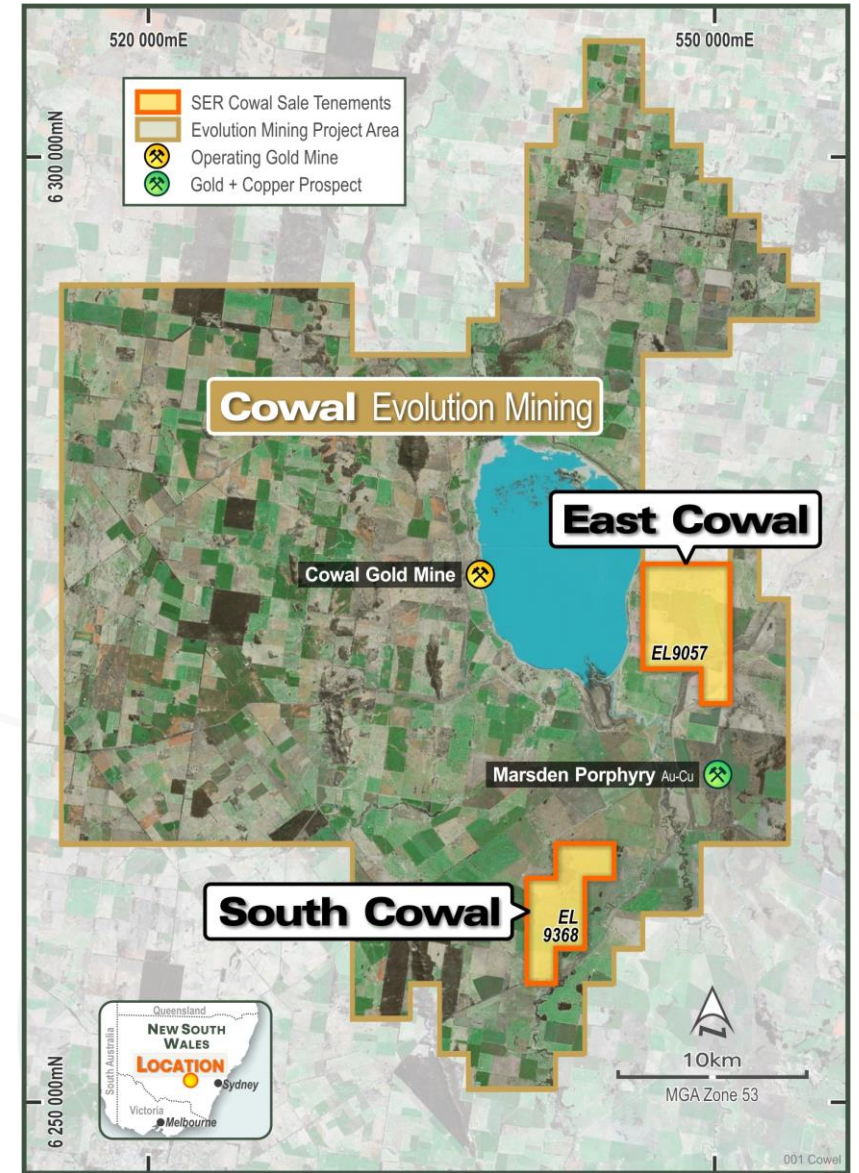 520 000mE
550 000mE
6 300 000mN
SER Cowal Sale Tenements
Evolution Mining Project Area
Operating Gold Mine
Gold + Copper Prospect
Cowal Evolution Mining
East Cowal
Cowal Gold Mine
EL9057
Marsden Porphyry Au-Cu
South Cowal
EL
9368
Queensland
South Australia
NEW SOUTH
WALES
LOCATION
Sydney
Victoria
Melbourne
N
10km
MGA Zone 53
6 250 000mN
001 Cowel